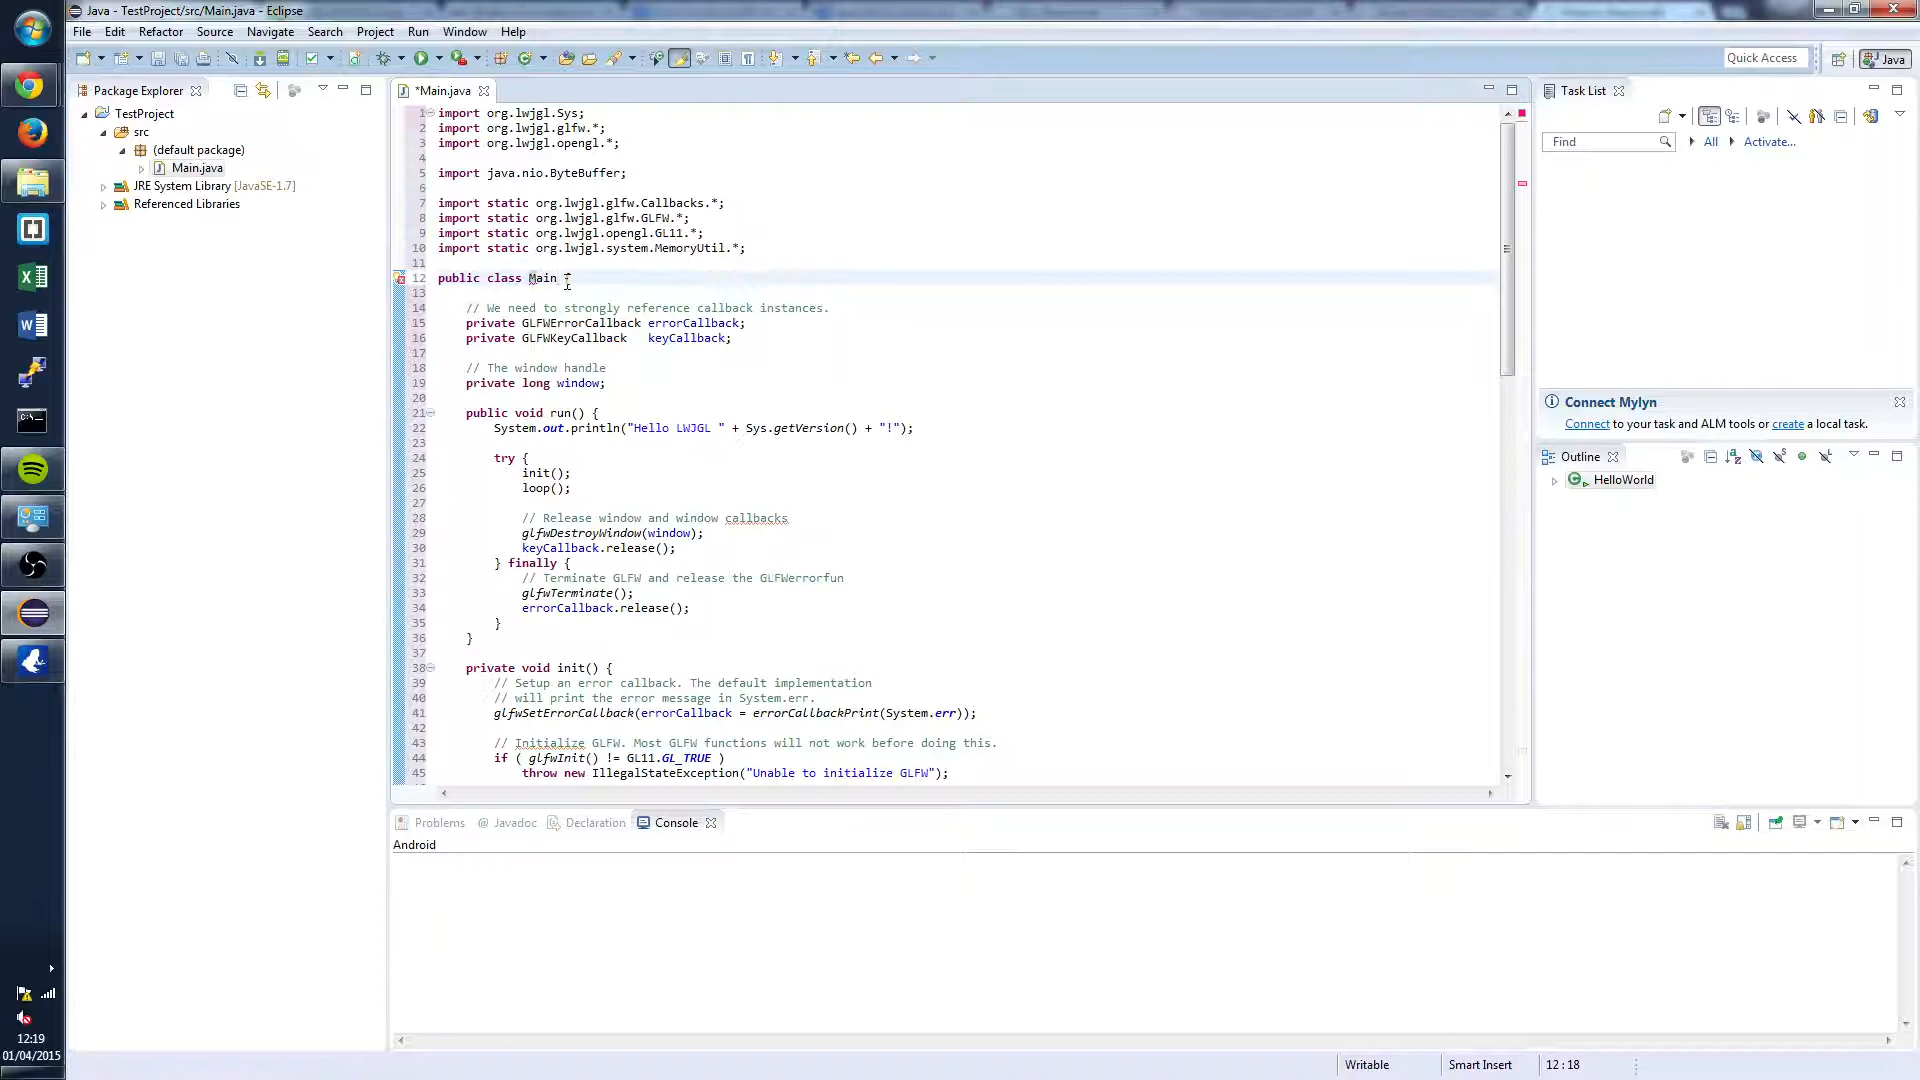 Java - TestProject/src/Main.java - Eclipse
File Edit Refactor Source Navigate Search Project Run Window Help
Quick Access
Java
Package Explorer
TestProject
src
(default package)
Main.java
JRE System Library [JavaSE-1.7]
Referenced Libraries
*Main.java
1 import org.lwjgl.Sys;
2 import org.lwjgl.glfw.*;
3 import org.lwjgl.opengl.*;
4
5 import java.nio.ByteBuffer;
6
7 import static org.lwjgl.glfw.Callbacks.*;
8 import static org.lwjgl.glfw.GLFW.*;
9 import static org.lwjgl.opengl.GL11.*;
10 import static org.lwjgl.system.MemoryUtil.*;
11
12 public class Main {
13
14 // We need to strongly reference callback instances.
15 private GLFWErrorCallback errorCallback;
16 private GLFWKeyCallback keyCallback;
17
18 // The window handle
19 private long window;
20
21 public void run() {
22 System.out.println("Hello LWJGL " + Sys.getVersion() + "!");
23
24 try {
25 init();
26 loop();
27
28 // Release window and window callbacks
29 glfwDestroyWindow(window);
30 keyCallback.release();
31 } finally {
32 // Terminate GLFW and release the GLFWerrorfun
33 glfwTerminate();
34 errorCallback.release();
35 }
36 }
37
38 private void init() {
39 // Setup an error callback. The default implementation
40 // will print the error message in System.err.
41 glfwSetErrorCallback(errorCallback = errorCallbackPrint(System.err));
42
43 // Initialize GLFW. Most GLFW functions will not work before doing this.
44 if ( glfwInit() != GL11.GL_TRUE )
45 throw new IllegalStateException("Unable to initialize GLFW");
Task List
Find
All
Activate...
Connect Mylyn
Connect to your task and ALM tools or create a local task.
Outline
HelloWorld
Problems @ Javadoc Declaration Console
Android
Writable
Smart Insert
12 : 18
12:19
01/04/2015